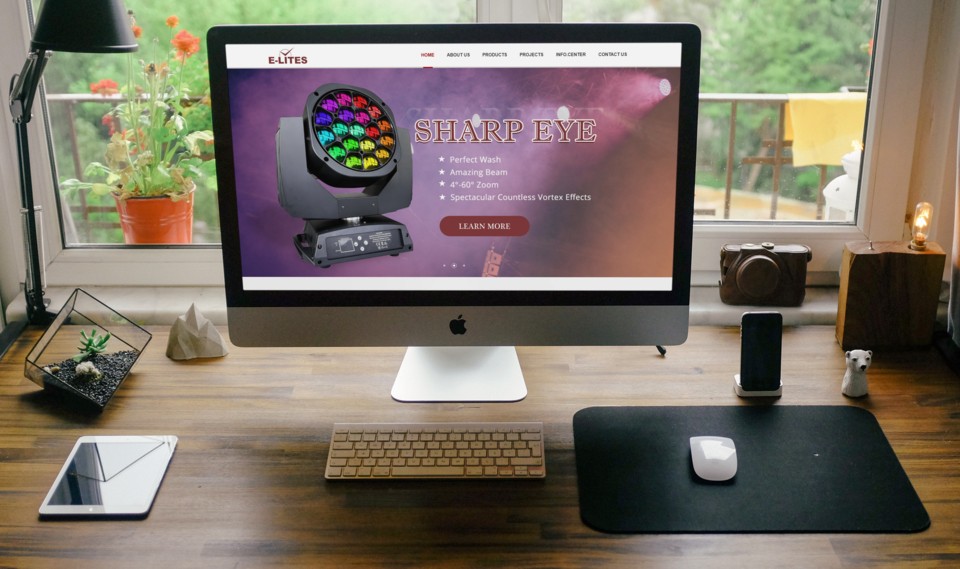 E-LITES
HOME ABOUT US PRODUCTS PROJECTS INFO.CENTER CONTACT US
SHARP EYE
★ Perfect Wash
★ Amazing Beam
★ 4°-60° Zoom
★ Spectacular Countless Vortex Effects
LEARN MORE